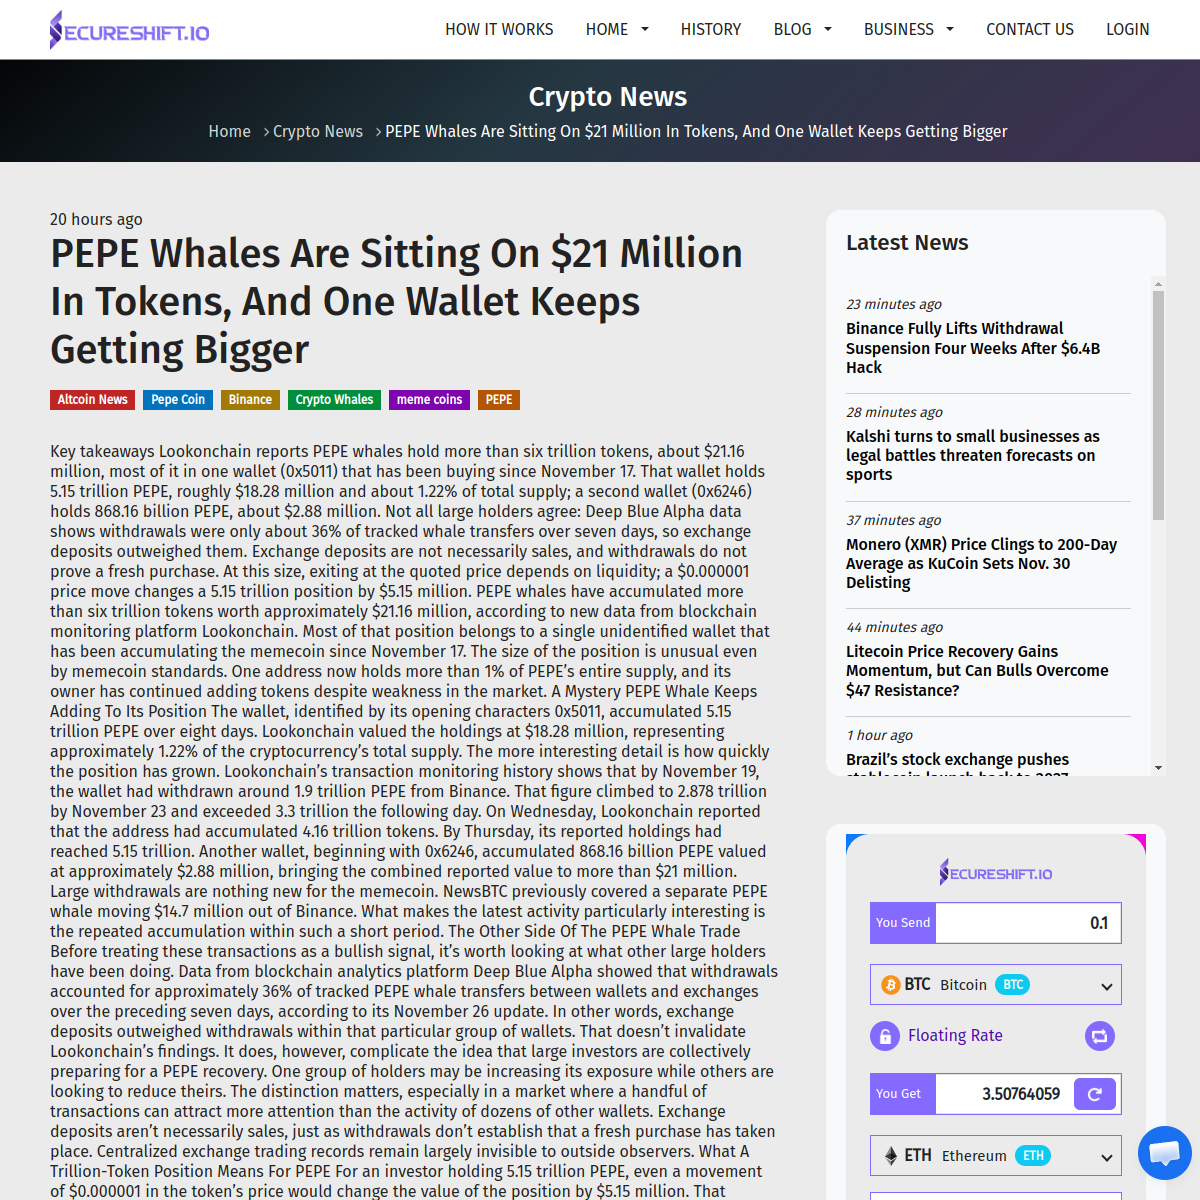 SECURESHIFT.IO
HOW IT WORKS
HOME
HISTORY
BLOG
BUSINESS
CONTACT US
LOGIN
Crypto News
Home > Crypto News > PEPE Whales Are Sitting On $21 Million In Tokens, And One Wallet Keeps Getting Bigger
20 hours ago
PEPE Whales Are Sitting On $21 Million
In Tokens, And One Wallet Keeps
Getting Bigger
Altcoin News
Pepe Coin
Binance
Crypto Whales
meme coins
PEPE
Key takeaways Lookonchain reports PEPE whales hold more than six trillion tokens, about $21.16
million, most of it in one wallet (0x5011) that has been buying since November 17. That wallet holds
5.15 trillion PEPE, roughly $18.28 million and about 1.22% of total supply; a second wallet (0x6246)
holds 868.16 billion PEPE, about $2.88 million. Not all large holders agree: Deep Blue Alpha data
shows withdrawals were only about 36% of tracked whale transfers over seven days, so exchange
deposits outweighed them. Exchange deposits are not necessarily sales, and withdrawals do not
prove a fresh purchase. At this size, exiting at the quoted price depends on liquidity; a $0.000001
price move changes a 5.15 trillion position by $5.15 million. PEPE whales have accumulated more
than six trillion tokens worth approximately $21.16 million, according to new data from blockchain
monitoring platform Lookonchain. Most of that position belongs to a single unidentified wallet that
has been accumulating the memecoin since November 17. The size of the position is unusual even
by memecoin standards. One address now holds more than 1% of PEPE's entire supply, and its
owner has continued adding tokens despite weakness in the market. A Mystery PEPE Whale Keeps
Adding To Its Position The wallet, identified by its opening characters 0x5011, accumulated 5.15
trillion PEPE over eight days. Lookonchain valued the holdings at $18.28 million, representing
approximately 1.22% of the cryptocurrency's total supply. The more interesting detail is how quickly
the position has grown. Lookonchain's transaction monitoring history shows that by November 19,
the wallet had withdrawn around 1.9 trillion PEPE from Binance. That figure climbed to 2.878 trillion
by November 23 and exceeded 3.3 trillion the following day. On Wednesday, Lookonchain reported
that the address had accumulated 4.16 trillion tokens. By Thursday, its reported holdings had
reached 5.15 trillion. Another wallet, beginning with 0x6246, accumulated 868.16 billion PEPE valued
at approximately $2.88 million, bringing the combined reported value to more than $21 million.
Large withdrawals are nothing new for the memecoin. NewsBTC previously covered a separate PEPE
whale moving $14.7 million out of Binance. What makes the latest activity particularly interesting is
the repeated accumulation within such a short period. The Other Side Of The PEPE Whale Trade
Before treating these transactions as a bullish signal, it's worth looking at what other large holders
have been doing. Data from blockchain analytics platform Deep Blue Alpha showed that withdrawals
accounted for approximately 36% of tracked PEPE whale transfers between wallets and exchanges
over the preceding seven days, according to its November 26 update. In other words, exchange
deposits outweighed withdrawals within that particular group of wallets. That doesn't invalidate
Lookonchain's findings. It does, however, complicate the idea that large investors are collectively
preparing for a PEPE recovery. One group of holders may be increasing its exposure while others are
looking to reduce theirs. The distinction matters, especially in a market where a handful of
transactions can attract more attention than the activity of dozens of other wallets. Exchange
deposits aren't necessarily sales, just as withdrawals don't establish that a fresh purchase has taken
place. Centralized exchange trading records remain largely invisible to outside observers. What A
Trillion-Token Position Means For PEPE For an investor holding 5.15 trillion PEPE, even a movement
of $0.000001 in the token's price would change the value of the position by $5.15 million. That
Latest News
23 minutes ago
Binance Fully Lifts Withdrawal
Suspension Four Weeks After $6.4B
Hack
28 minutes ago
Kalshi turns to small businesses as
legal battles threaten forecasts on
sports
37 minutes ago
Monero (XMR) Price Clings to 200-Day
Average as KuCoin Sets Nov. 30
Delisting
44 minutes ago
Litecoin Price Recovery Gains
Momentum, but Can Bulls Overcome
$47 Resistance?
1 hour ago
Brazil's stock exchange pushes
stablecoin launch back to 2027
SECURESHIFT.IO
You Send
0.1
BTC Bitcoin BTC
Floating Rate
You Get
3.50764059
ETH Ethereum ETH